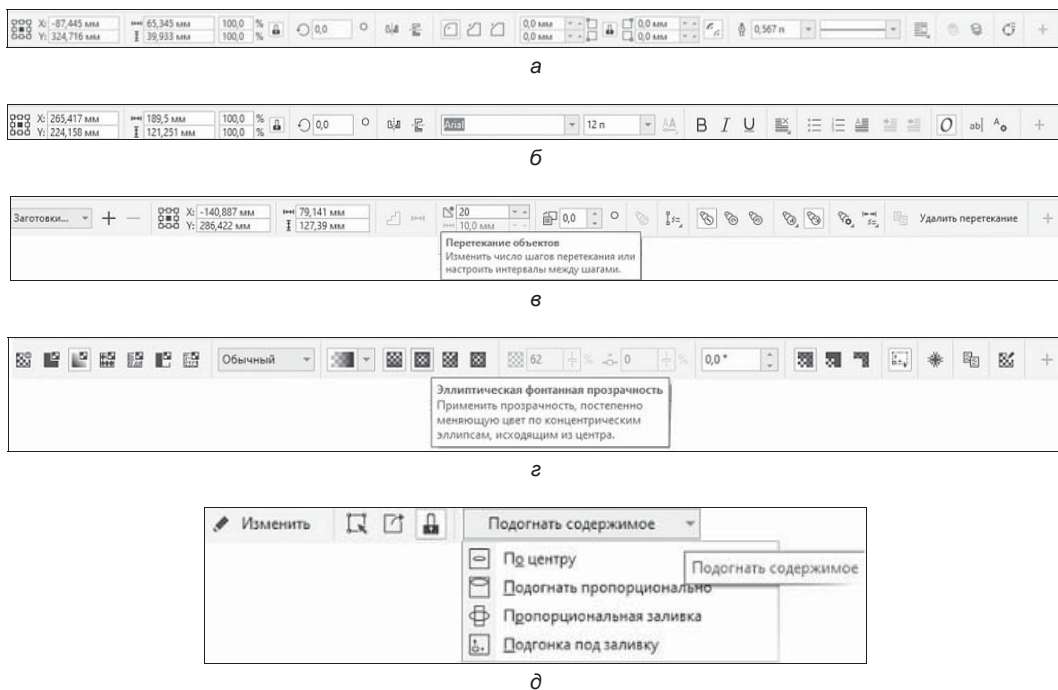 X: -87,445 мм 65,345 мм 100,0 % 0,0 ° 0,0 мм 0,0 мм 0,567 п
Y: 324,716 мм 39,933 мм 100,0 % 0,0 мм 0,0 мм
а
X: 265,417 мм 189,5 мм 100,0 % 0,0 ° Arial 12 п B I U O ab|
Y: 224,158 мм 121,251 мм 100,0 %
б
Заготовки... X: -140,887 мм 79,141 мм 20 0,0 ° Удалить перетекание
Y: 286,422 мм 127,39 мм 10,0 мм
Перетекание объектов
Изменить число шагов перетекания или
настроить интервалы между шагами.
в
Обычный 62 % 0 % 0,0 °
Эллиптическая фонтанная прозрачность
Применить прозрачность, постепенно
меняющую цвет по концентрическим
эллипсам, исходящим из центра.
г
Изменить Подогнать содержимое
По центру
Подогнать содержимое
Подогнать пропорционально
Пропорциональная заливка
Подгонка под заливку
д